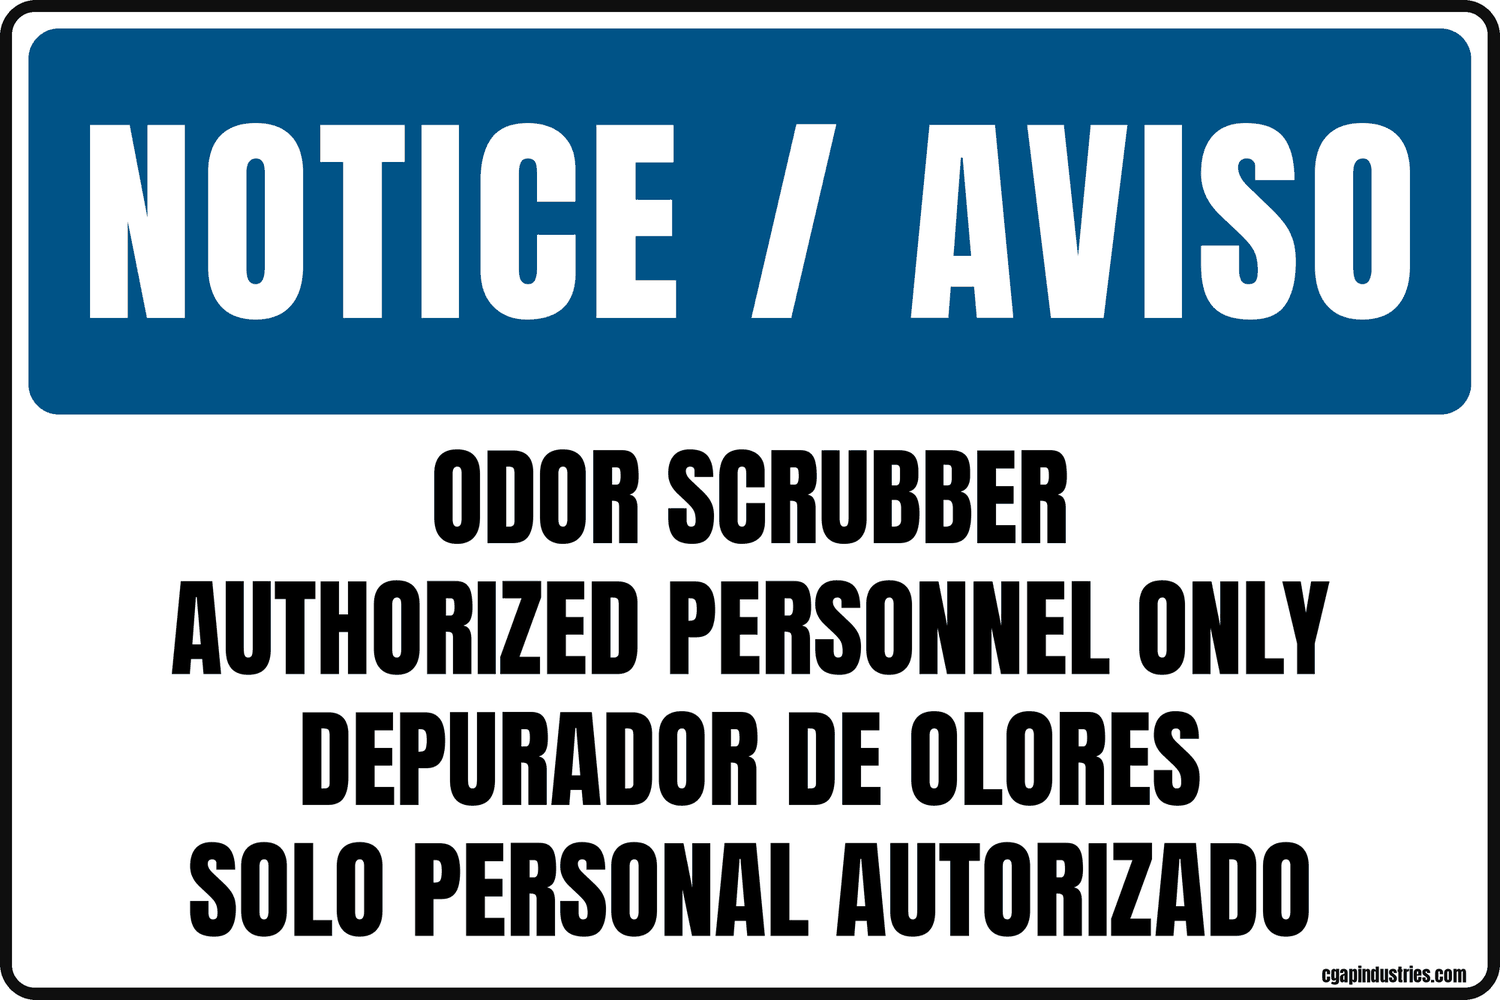 NOTICE / AVISO
ODOR SCRUBBER
AUTHORIZED PERSONNEL ONLY
DEPURADOR DE OLORES
SOLO PERSONAL AUTORIZADO
cgapindustries.com